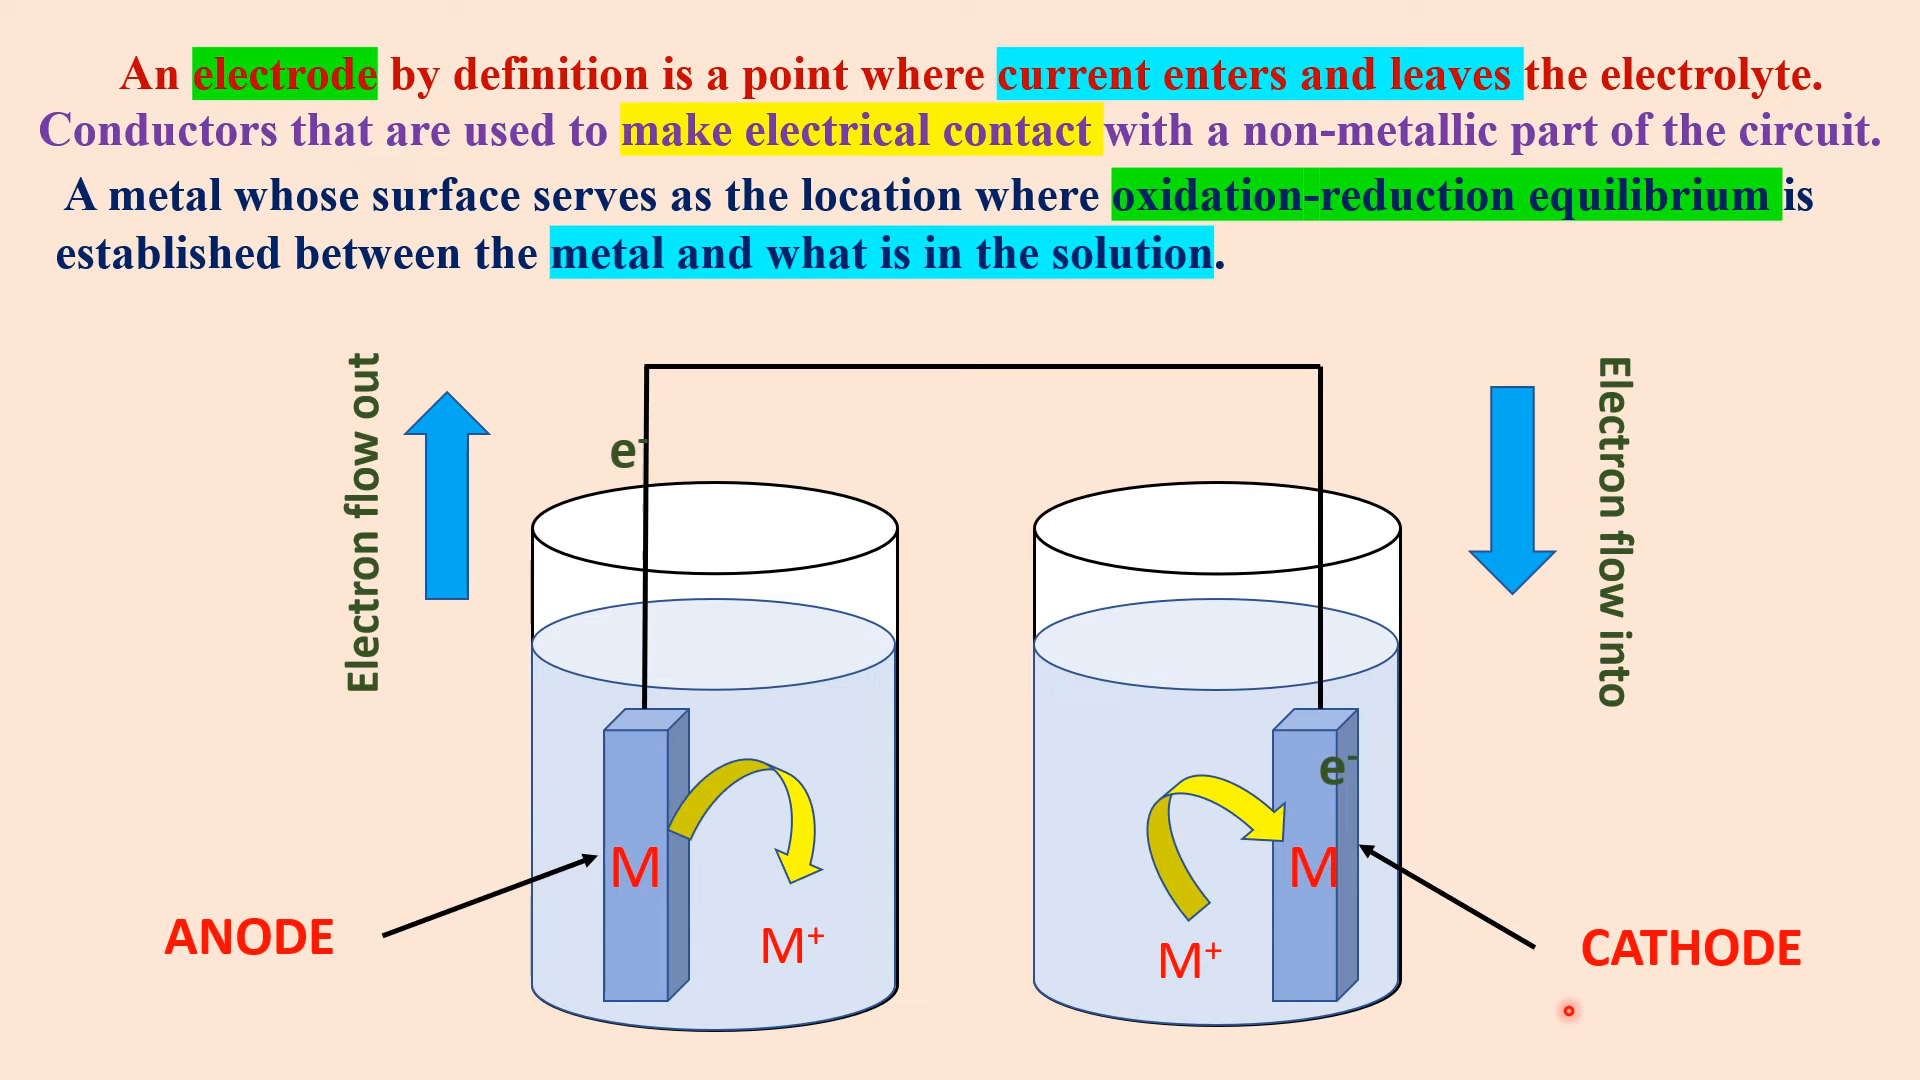 An electrode by definition is a point where current enters and leaves the electrolyte.
Conductors that are used to make electrical contact with a non-metallic part of the circuit.
A metal whose surface serves as the location where oxidation-reduction equilibrium is
established between the metal and what is in the solution.
Electron flow out
e⁻
Electron flow into
e⁻
M
M
ANODE
M⁺
M⁺
CATHODE